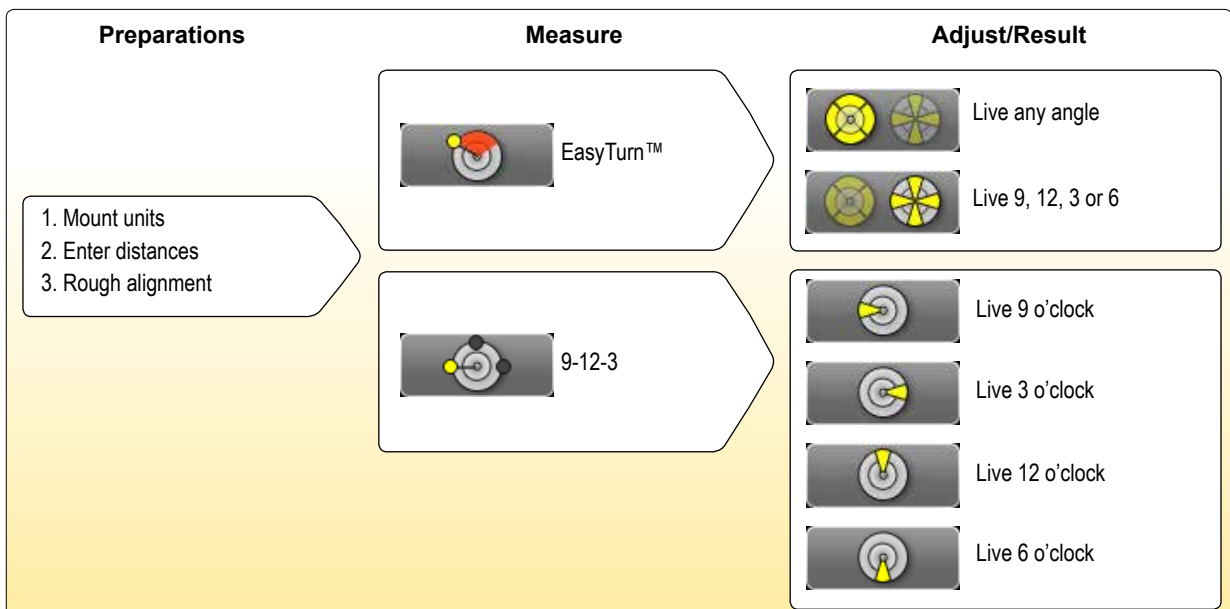 Preparations
Measure
Adjust/Result
1. Mount units
2. Enter distances
3. Rough alignment
EasyTurn™
9-12-3
Live any angle
Live 9, 12, 3 or 6
Live 9 o’clock
Live 3 o’clock
Live 12 o’clock
Live 6 o’clock